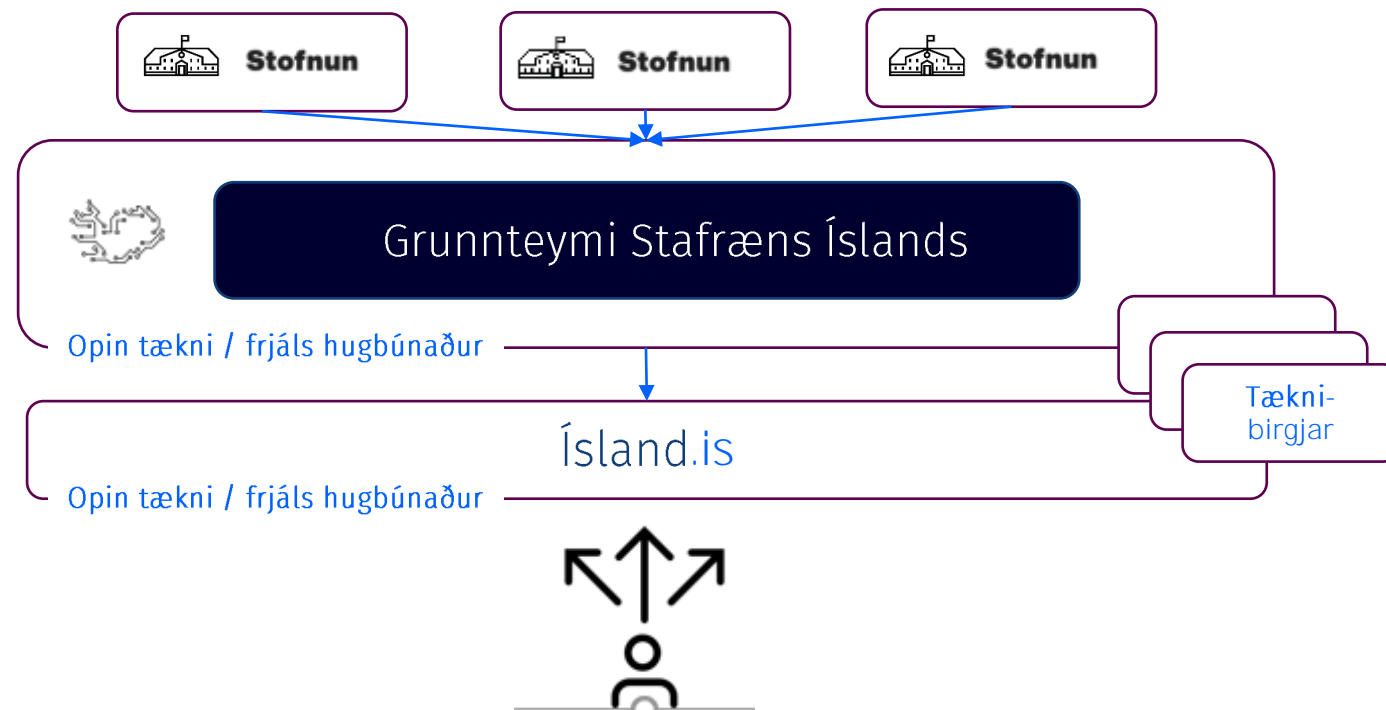 Stofnun
Stofnun
Stofnun
Grunnteymi Stafræns Íslands
Opin tækni / frjáls hugbúnaður
Tækni-
birgjar
Ísland.is
Opin tækni / frjáls hugbúnaður